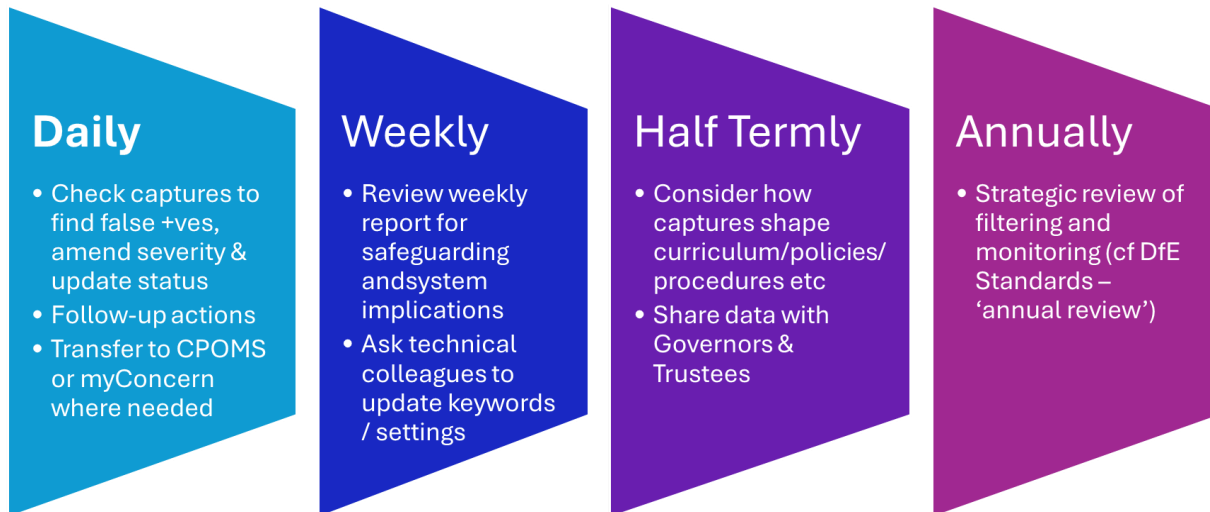 Daily
• Check captures to
find false +ves,
amend severity &
update status
• Follow-up actions
• Transfer to CPOMS
or myConcern
where needed
Weekly
• Review weekly
report for
safeguarding
andsystem
implications
• Ask technical
colleagues to
update keywords
/ settings
Half Termly
• Consider how
captures shape
curriculum/policies/
procedures etc
• Share data with
Governors &
Trustees
Annually
• Strategic review of
filtering and
monitoring (cf DfE
Standards –
‘annual review’)